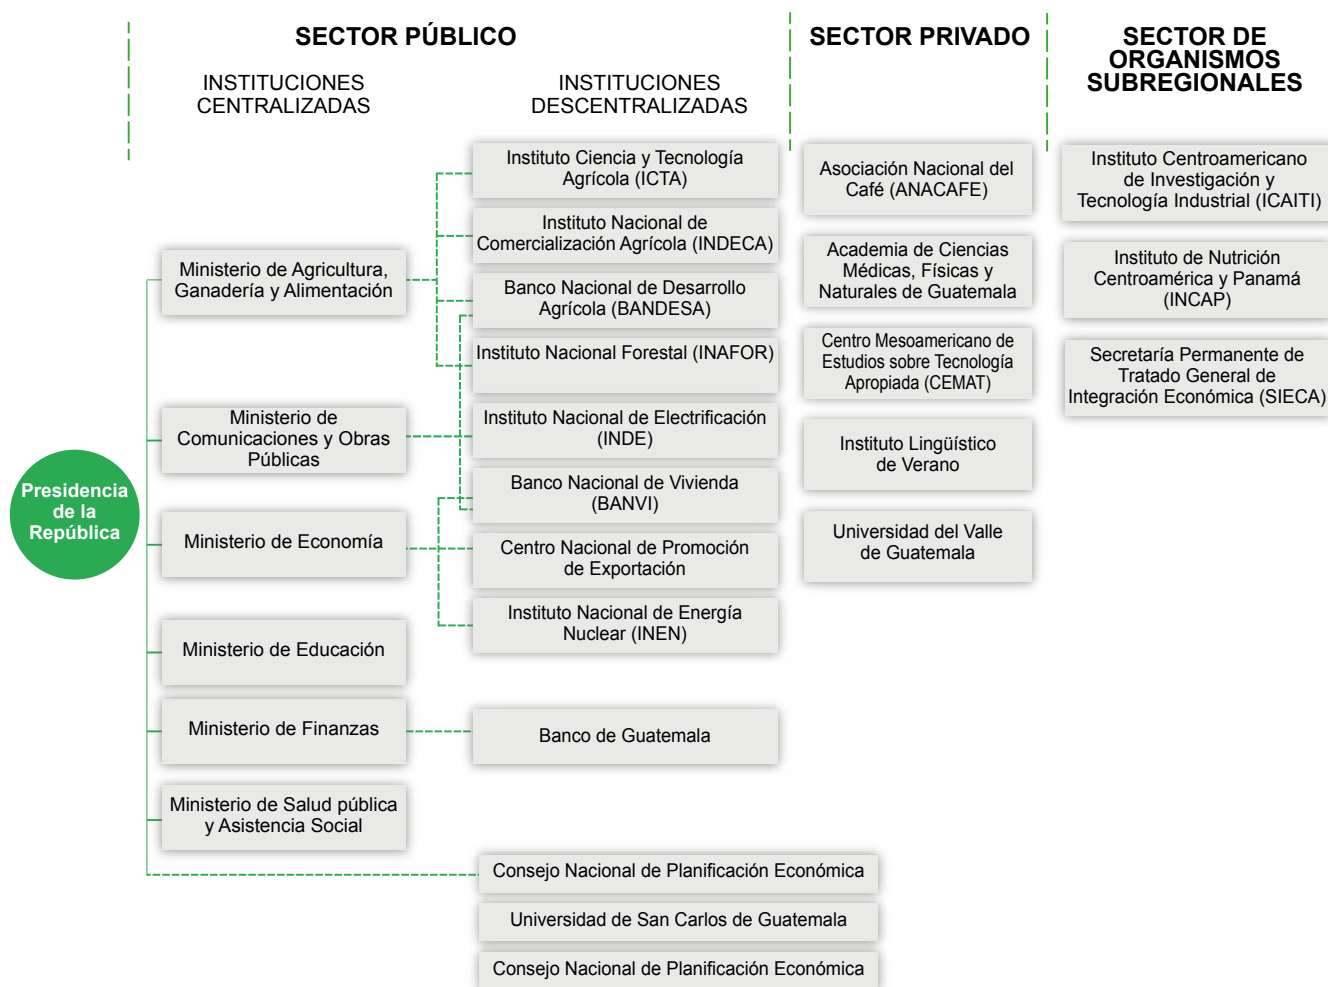 SECTOR PÚBLICO
INSTITUCIONES
CENTRALIZADAS
INSTITUCIONES
DESCENTRALIZADAS
SECTOR PRIVADO
SECTOR DE
ORGANISMOS
SUBREGIONALES
Presidencia
de la
República
Ministerio de Agricultura,
Ganadería y Alimentación
Ministerio de
Comunicaciones y Obras
Públicas
Ministerio de Economía
Ministerio de Educación
Ministerio de Finanzas
Ministerio de Salud pública
y Asistencia Social
Instituto Ciencia y Tecnología
Agrícola (ICTA)
Instituto Nacional de
Comercialización Agrícola (INDECA)
Banco Nacional de Desarrollo
Agrícola (BANDESA)
Instituto Nacional Forestal (INAFOR)
Instituto Nacional de Electrificación
(INDE)
Banco Nacional de Vivienda
(BANVI)
Centro Nacional de Promoción
de Exportación
Instituto Nacional de Energía
Nuclear (INEN)
Banco de Guatemala
Consejo Nacional de Planificación Económica
Universidad de San Carlos de Guatemala
Consejo Nacional de Planificación Económica
Asociación Nacional del
Café (ANACAFE)
Academia de Ciencias
Médicas, Físicas y
Naturales de Guatemala
Centro Mesoamericano de
Estudios sobre Tecnología
Apropiada (CEMAT)
Instituto Lingüístico
de Verano
Universidad del Valle
de Guatemala
Instituto Centroamericano
de Investigación y
Tecnología Industrial (ICAITI)
Instituto de Nutrición
Centroamérica y Panamá
(INCAP)
Secretaría Permanente de
Tratado General de
Integración Económica (SIECA)